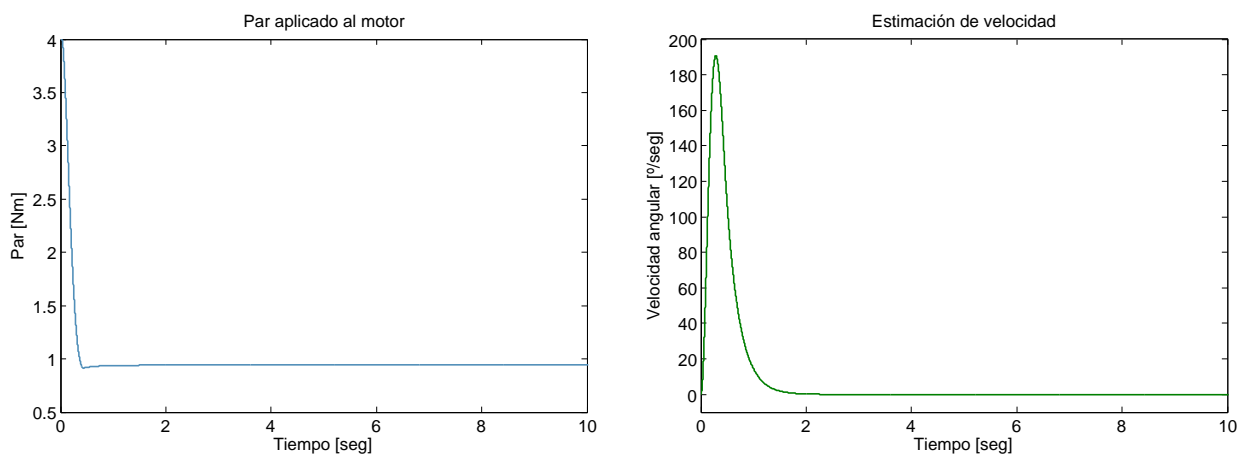 Par aplicado al motor
Par [Nm]
4
3.5
3
2.5
2
1.5
1
0.5
0 2 4 6 8 10
Tiempo [seg]
Estimación de velocidad
Velocidad angular [º/seg]
200
180
160
140
120
100
80
60
40
20
0
0 2 4 6 8 10
Tiempo [seg]